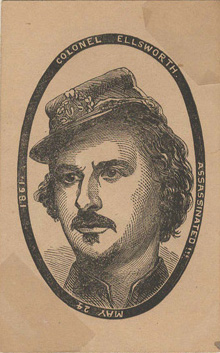 COLONEL ELLSWORTH.
ASSASSINATED!!!
MAY 24
1861.